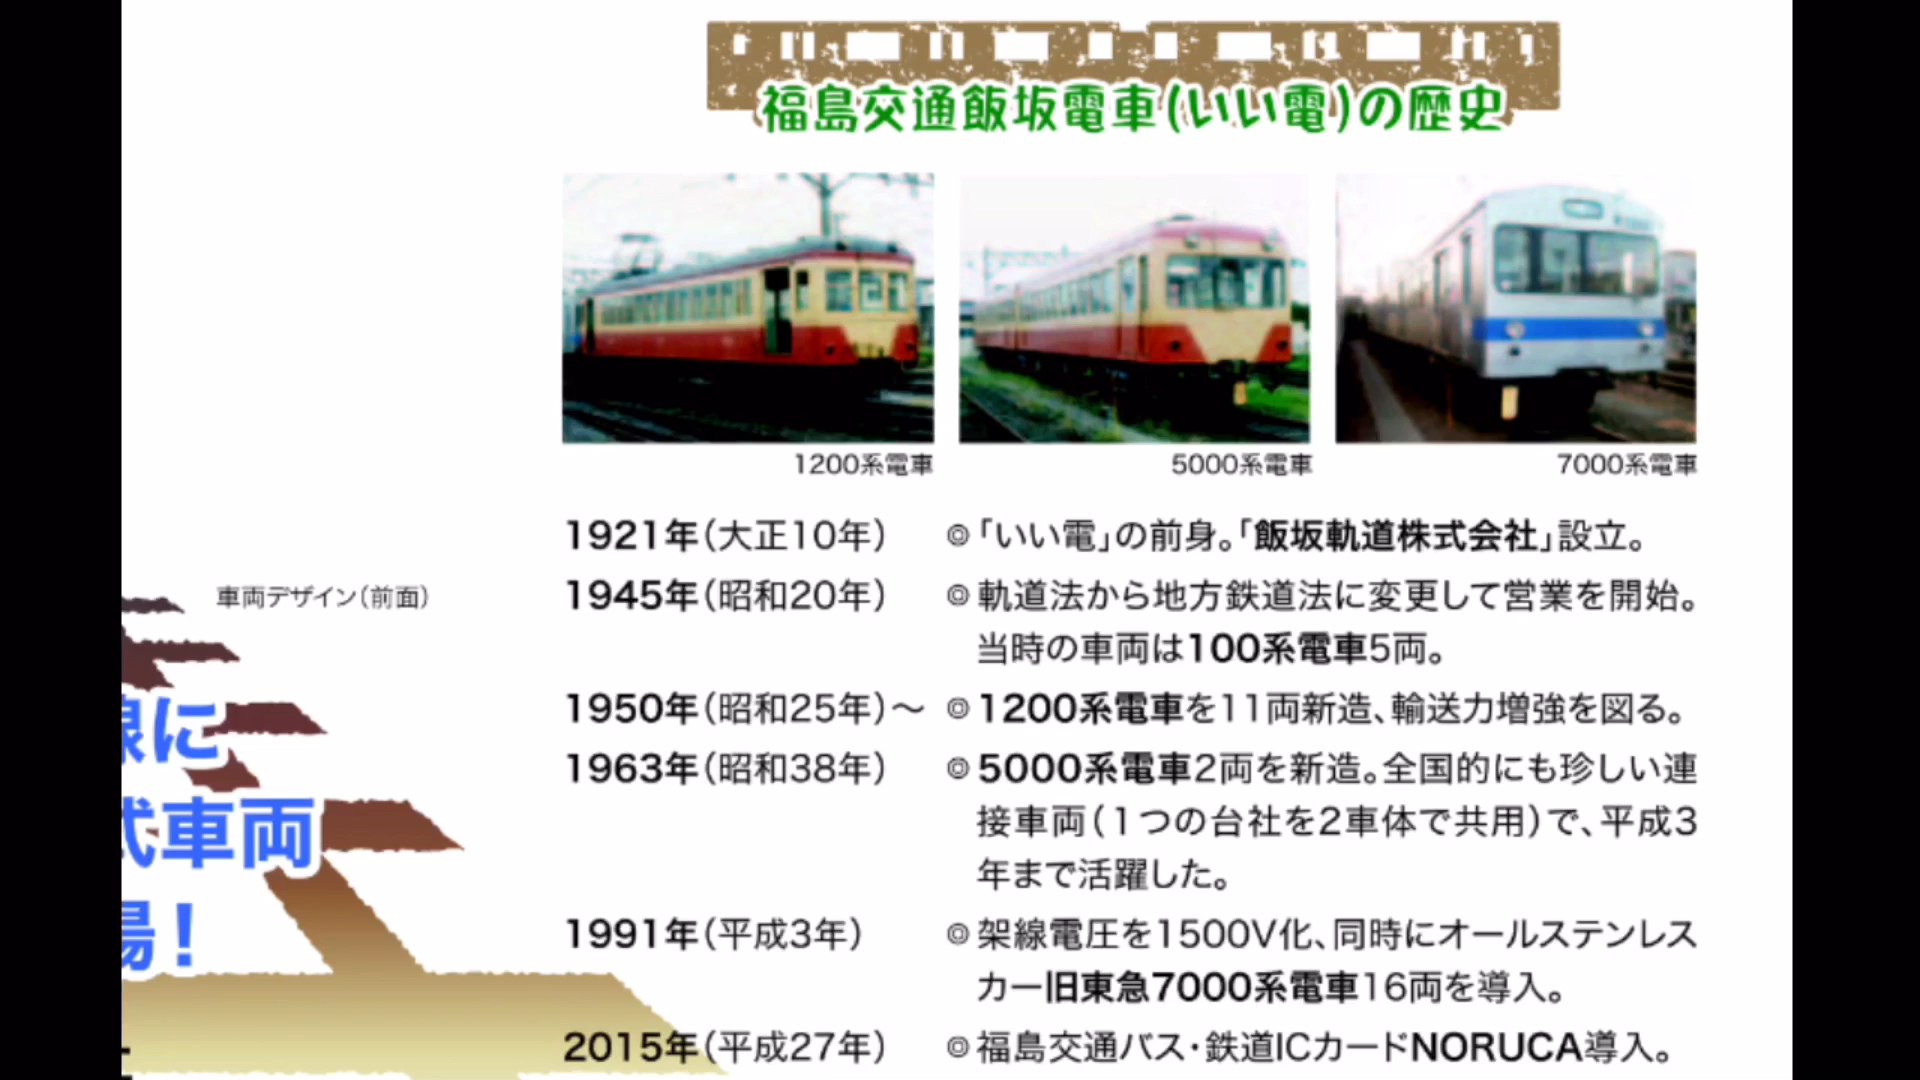 福島交通飯坂電車(いい電)の歴史
1200系電車
5000系電車
7000系電車
1921年(大正10年) ◎「いい電」の前身。「飯坂軌道株式会社」設立。
1945年(昭和20年) ◎軌道法から地方鉄道法に変更して営業を開始。
当時の車両は100系電車5両。
1950年(昭和25年)～ ◎1200系電車を11両新造、輸送力増強を図る。
1963年(昭和38年) ◎5000系電車2両を新造。全国的にも珍しい連
接車両(1つの台社を2車体で共用)で、平成3
年まで活躍した。
1991年(平成3年) ◎架線電圧を1500V化、同時にオールステンレス
カー旧東急7000系電車16両を導入。
2015年(平成27年) ◎福島交通バス・鉄道ICカードNORUCA導入。
車両デザイン(前面)
線に
式車両
場!